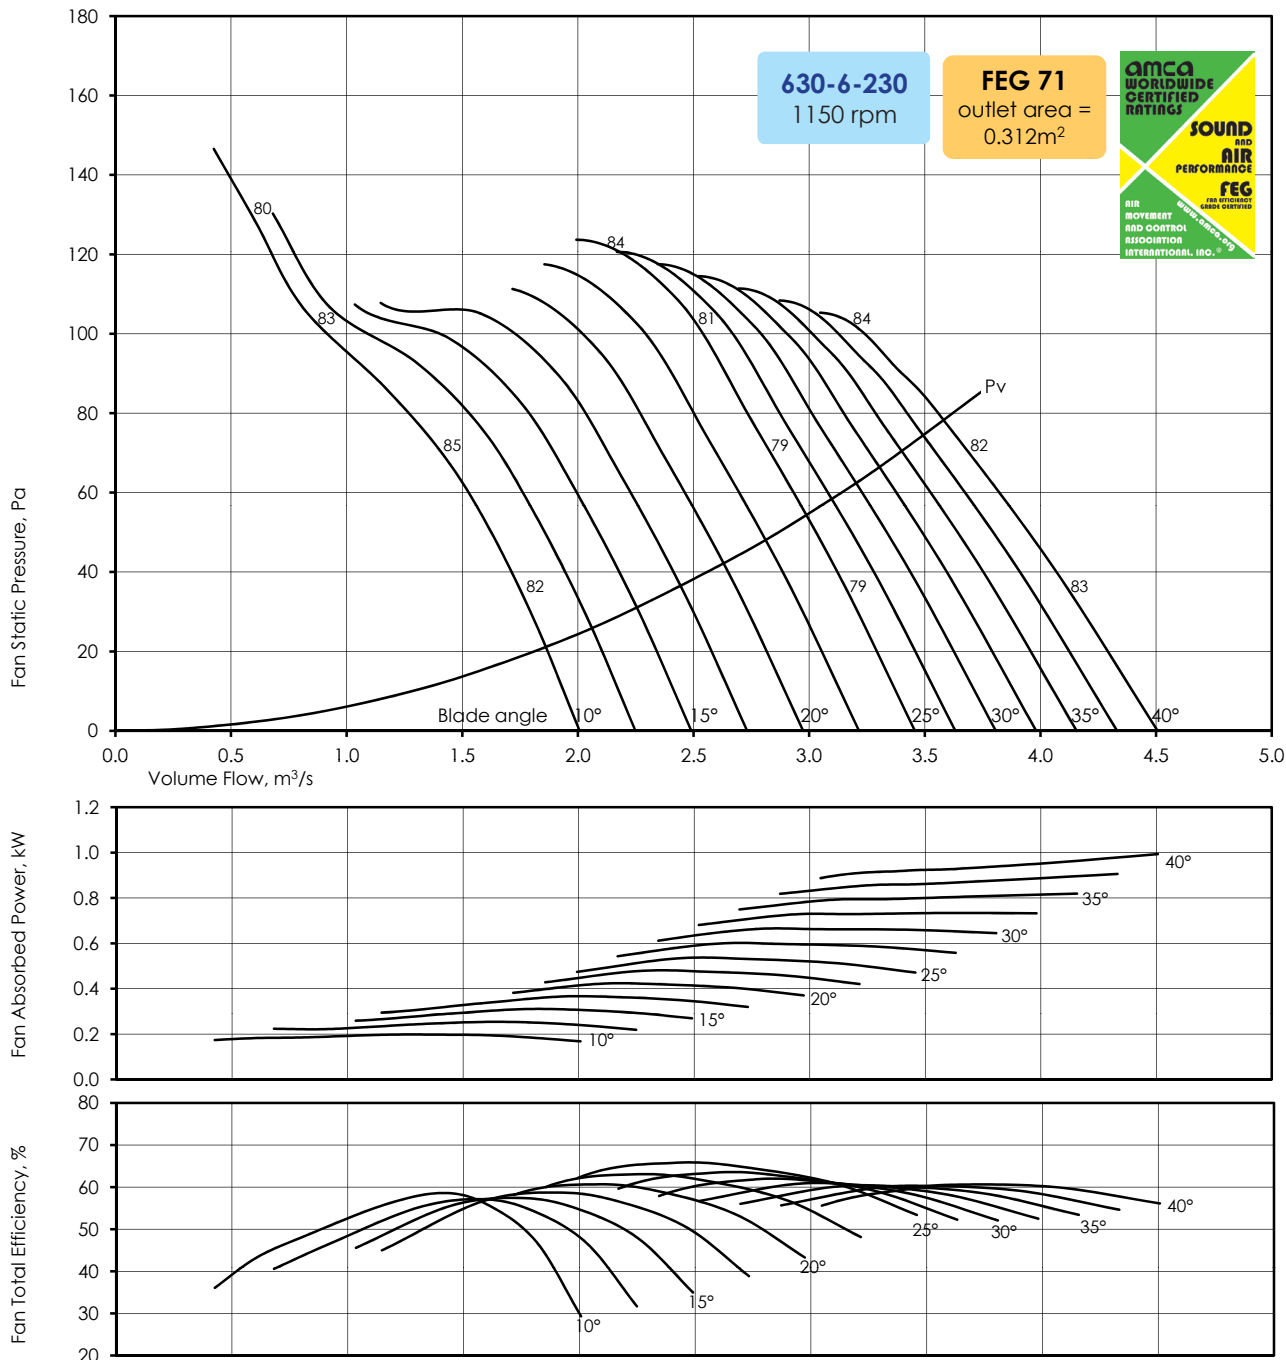 180
160
140
120
100
80
60
40
20
0
Fan Static Pressure, Pa
630-6-230
1150 rpm
FEG 71
outlet area =
0.312m²
amca
WORLDWIDE
CERTIFIED
RATINGS
SOUND
AND
AIR
PERFORMANCE
FEG
FAN EFFICIENCY
GRADE CERTIFIED
www.amca.org
AIR
MOVEMENT
AND CONTROL
ASSOCIATION
INTERNATIONAL, INC.®
80
83
85
82
84
81
79
79
84
82
83
Pv
Blade angle 10° 15° 20° 25° 30° 35° 40°
0.0 0.5 1.0 1.5 2.0 2.5 3.0 3.5 4.0 4.5 5.0
Volume Flow, m³/s
Fan Absorbed Power, kW
1.2
1.0
0.8
0.6
0.4
0.2
0.0
40°
35°
30°
25°
20°
15°
10°
Fan Total Efficiency, %
80
70
60
50
40
30
20
40°
35°
30°
25°
20°
15°
10°